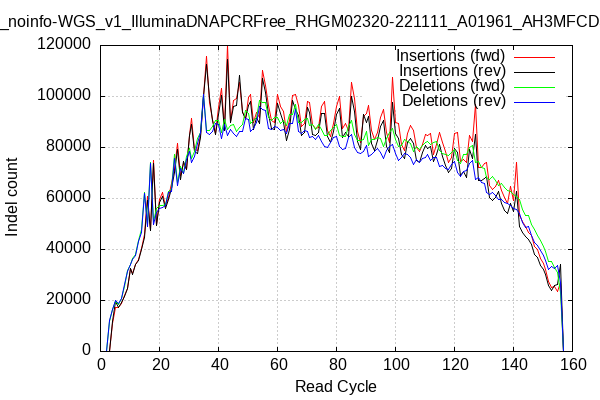 _noinfo-WGS_v1_IlluminaDNAPCRFree_RHGM02320-221111_A01961_AH3MFCD
Insertions (fwd)
Insertions (rev)
Deletions (fwd)
Deletions (rev)
120000
100000
80000
60000
40000
20000
0
Indel count
0 20 40 60 80 100 120 140 160
Read Cycle